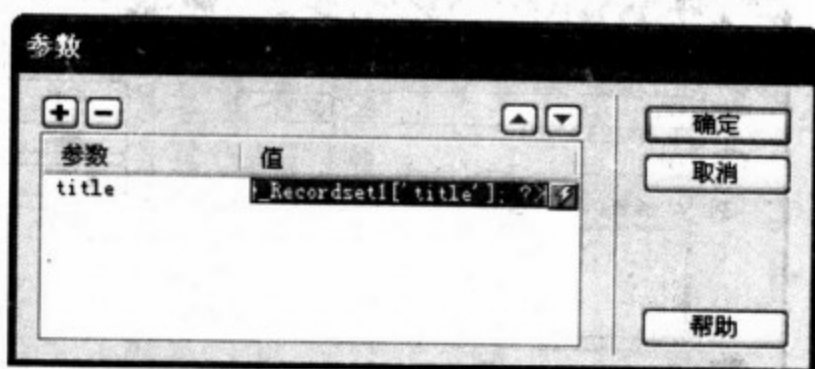 参数
确定
参数 值
取消
title _Recordset1['title']; ?>
帮助